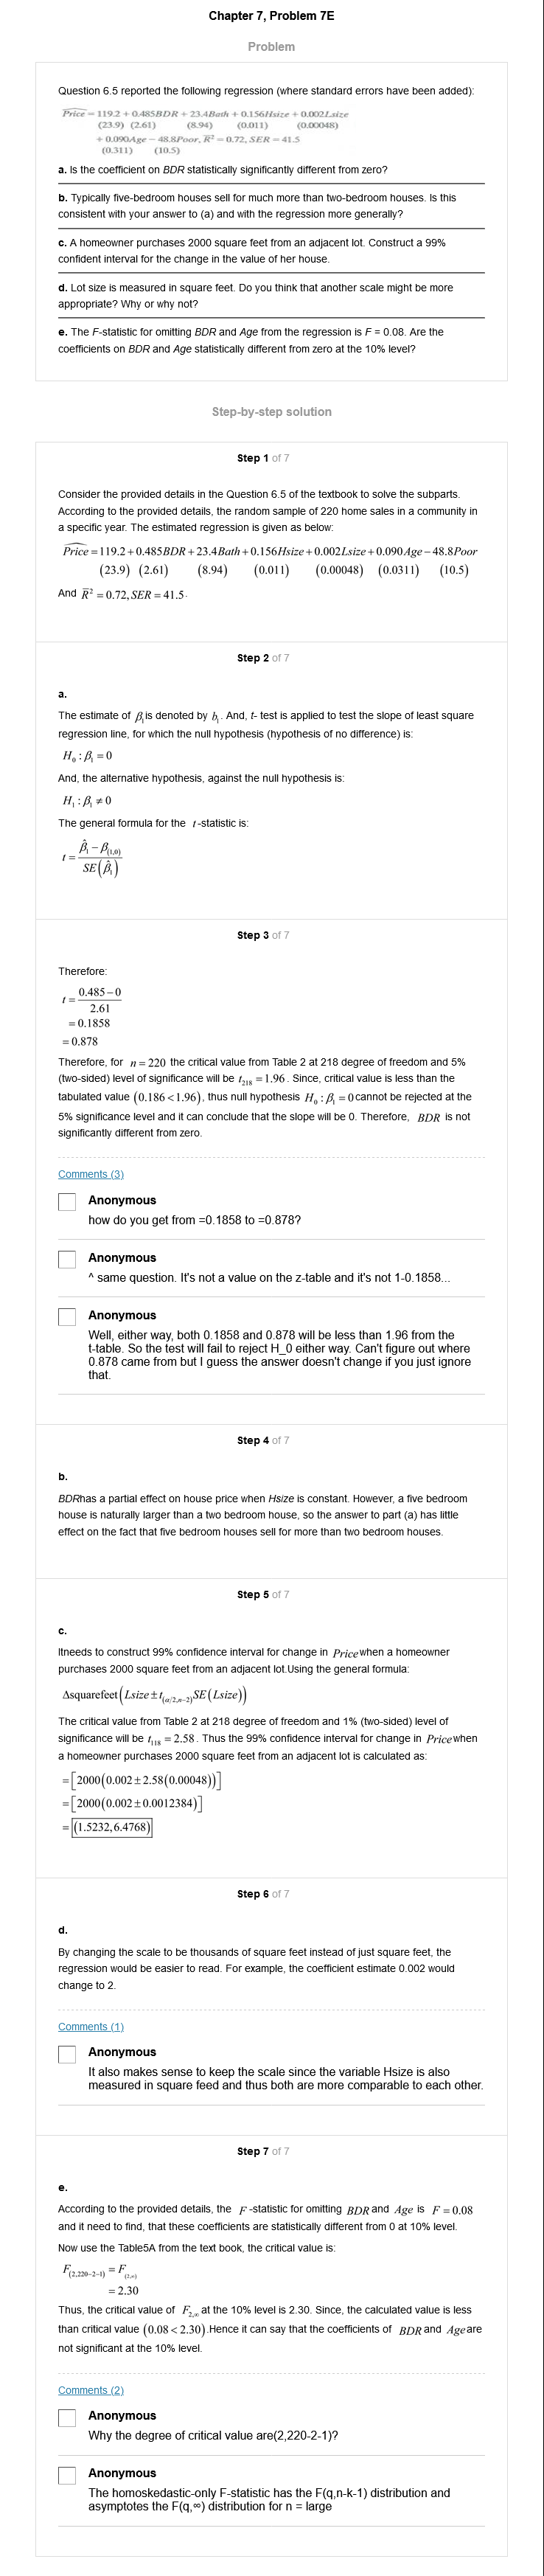 Chapter 7, Problem 7E
Problem
Question 6.5 reported the following regression (where standard errors have been added):
Price = 119.2 + 0.485BDR + 23.4Bath + 0.156Hsize + 0.002Lsize
(23.9) (2.61) (8.94) (0.011) (0.00048)
+ 0.090Age − 48.8Poor, R̄² = 0.72, SER = 41.5
(0.311) (10.5)
a. Is the coefficient on BDR statistically significantly different from zero?
b. Typically five-bedroom houses sell for much more than two-bedroom houses. Is this
consistent with your answer to (a) and with the regression more generally?
c. A homeowner purchases 2000 square feet from an adjacent lot. Construct a 99%
confident interval for the change in the value of her house.
d. Lot size is measured in square feet. Do you think that another scale might be more
appropriate? Why or why not?
e. The F-statistic for omitting BDR and Age from the regression is F = 0.08. Are the
coefficients on BDR and Age statistically different from zero at the 10% level?
Step-by-step solution
Step 1 of 7
Consider the provided details in the Question 6.5 of the textbook to solve the subparts.
According to the provided details, the random sample of 220 home sales in a community in
a specific year. The estimated regression is given as below:
Price = 119.2 + 0.485BDR + 23.4Bath + 0.156Hsize + 0.002Lsize + 0.090Age − 48.8Poor
(23.9) (2.61) (8.94) (0.011) (0.00048) (0.0311) (10.5)
And R̄² = 0.72, SER = 41.5.
Step 2 of 7
a.
The estimate of β₁ is denoted by b₁. And, t- test is applied to test the slope of least square
regression line, for which the null hypothesis (hypothesis of no difference) is:
H₀ : β₁ = 0
And, the alternative hypothesis, against the null hypothesis is:
H₁ : β₁ ≠ 0
The general formula for the t-statistic is:
t = (β̂₁ − β₍₁,₀₎) / SE(β̂₁)
Step 3 of 7
Therefore:
t = (0.485 − 0) / 2.61
= 0.1858
= 0.878
Therefore, for n = 220 the critical value from Table 2 at 218 degree of freedom and 5%
(two-sided) level of significance will be t₂₁₈ = 1.96. Since, critical value is less than the
tabulated value (0.186 < 1.96), thus null hypothesis H₀ : β₁ = 0 cannot be rejected at the
5% significance level and it can conclude that the slope will be 0. Therefore, BDR is not
significantly different from zero.
Comments (3)
Anonymous
how do you get from =0.1858 to =0.878?
Anonymous
^ same question. It's not a value on the z-table and it's not 1-0.1858...
Anonymous
Well, either way, both 0.1858 and 0.878 will be less than 1.96 from the
t-table. So the test will fail to reject H_0 either way. Can't figure out where
0.878 came from but I guess the answer doesn't change if you just ignore
that.
Step 4 of 7
b.
BDRhas a partial effect on house price when Hsize is constant. However, a five bedroom
house is naturally larger than a two bedroom house, so the answer to part (a) has little
effect on the fact that five bedroom houses sell for more than two bedroom houses.
Step 5 of 7
c.
Itneeds to construct 99% confidence interval for change in Price when a homeowner
purchases 2000 square feet from an adjacent lot.Using the general formula:
Δsquarefeet(Lsize ± t(α/2,n−2)SE(Lsize))
The critical value from Table 2 at 218 degree of freedom and 1% (two-sided) level of
significance will be t₁₁₈ = 2.58. Thus the 99% confidence interval for change in Price when
a homeowner purchases 2000 square feet from an adjacent lot is calculated as:
= [2000(0.002 ± 2.58(0.00048))]
= [2000(0.002 ± 0.0012384)]
= (1.5232, 6.4768)
Step 6 of 7
d.
By changing the scale to be thousands of square feet instead of just square feet, the
regression would be easier to read. For example, the coefficient estimate 0.002 would
change to 2.
Comments (1)
Anonymous
It also makes sense to keep the scale since the variable Hsize is also
measured in square feed and thus both are more comparable to each other.
Step 7 of 7
e.
According to the provided details, the F-statistic for omitting BDR and Age is F = 0.08
and it need to find, that these coefficients are statistically different from 0 at 10% level.
Now use the Table5A from the text book, the critical value is:
F(2,220−2−1) = F(2,∞)
= 2.30
Thus, the critical value of F₂,∞ at the 10% level is 2.30. Since, the calculated value is less
than critical value (0.08 < 2.30).Hence it can say that the coefficients of BDR and Age are
not significant at the 10% level.
Comments (2)
Anonymous
Why the degree of critical value are(2,220-2-1)?
Anonymous
The homoskedastic-only F-statistic has the F(q,n-k-1) distribution and
asymptotes the F(q,∞) distribution for n = large